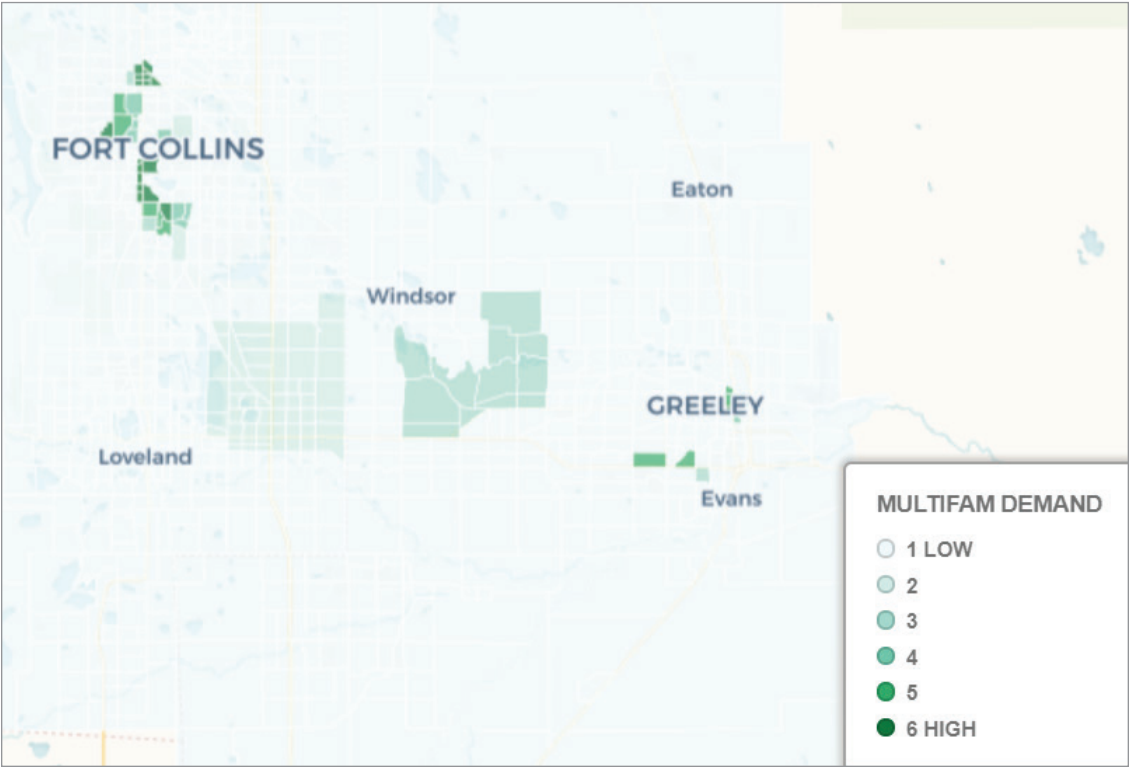 FORT COLLINS
Eaton
Windsor
GREELEY
Loveland
Evans
MULTIFAM DEMAND
1 LOW
2
3
4
5
6 HIGH